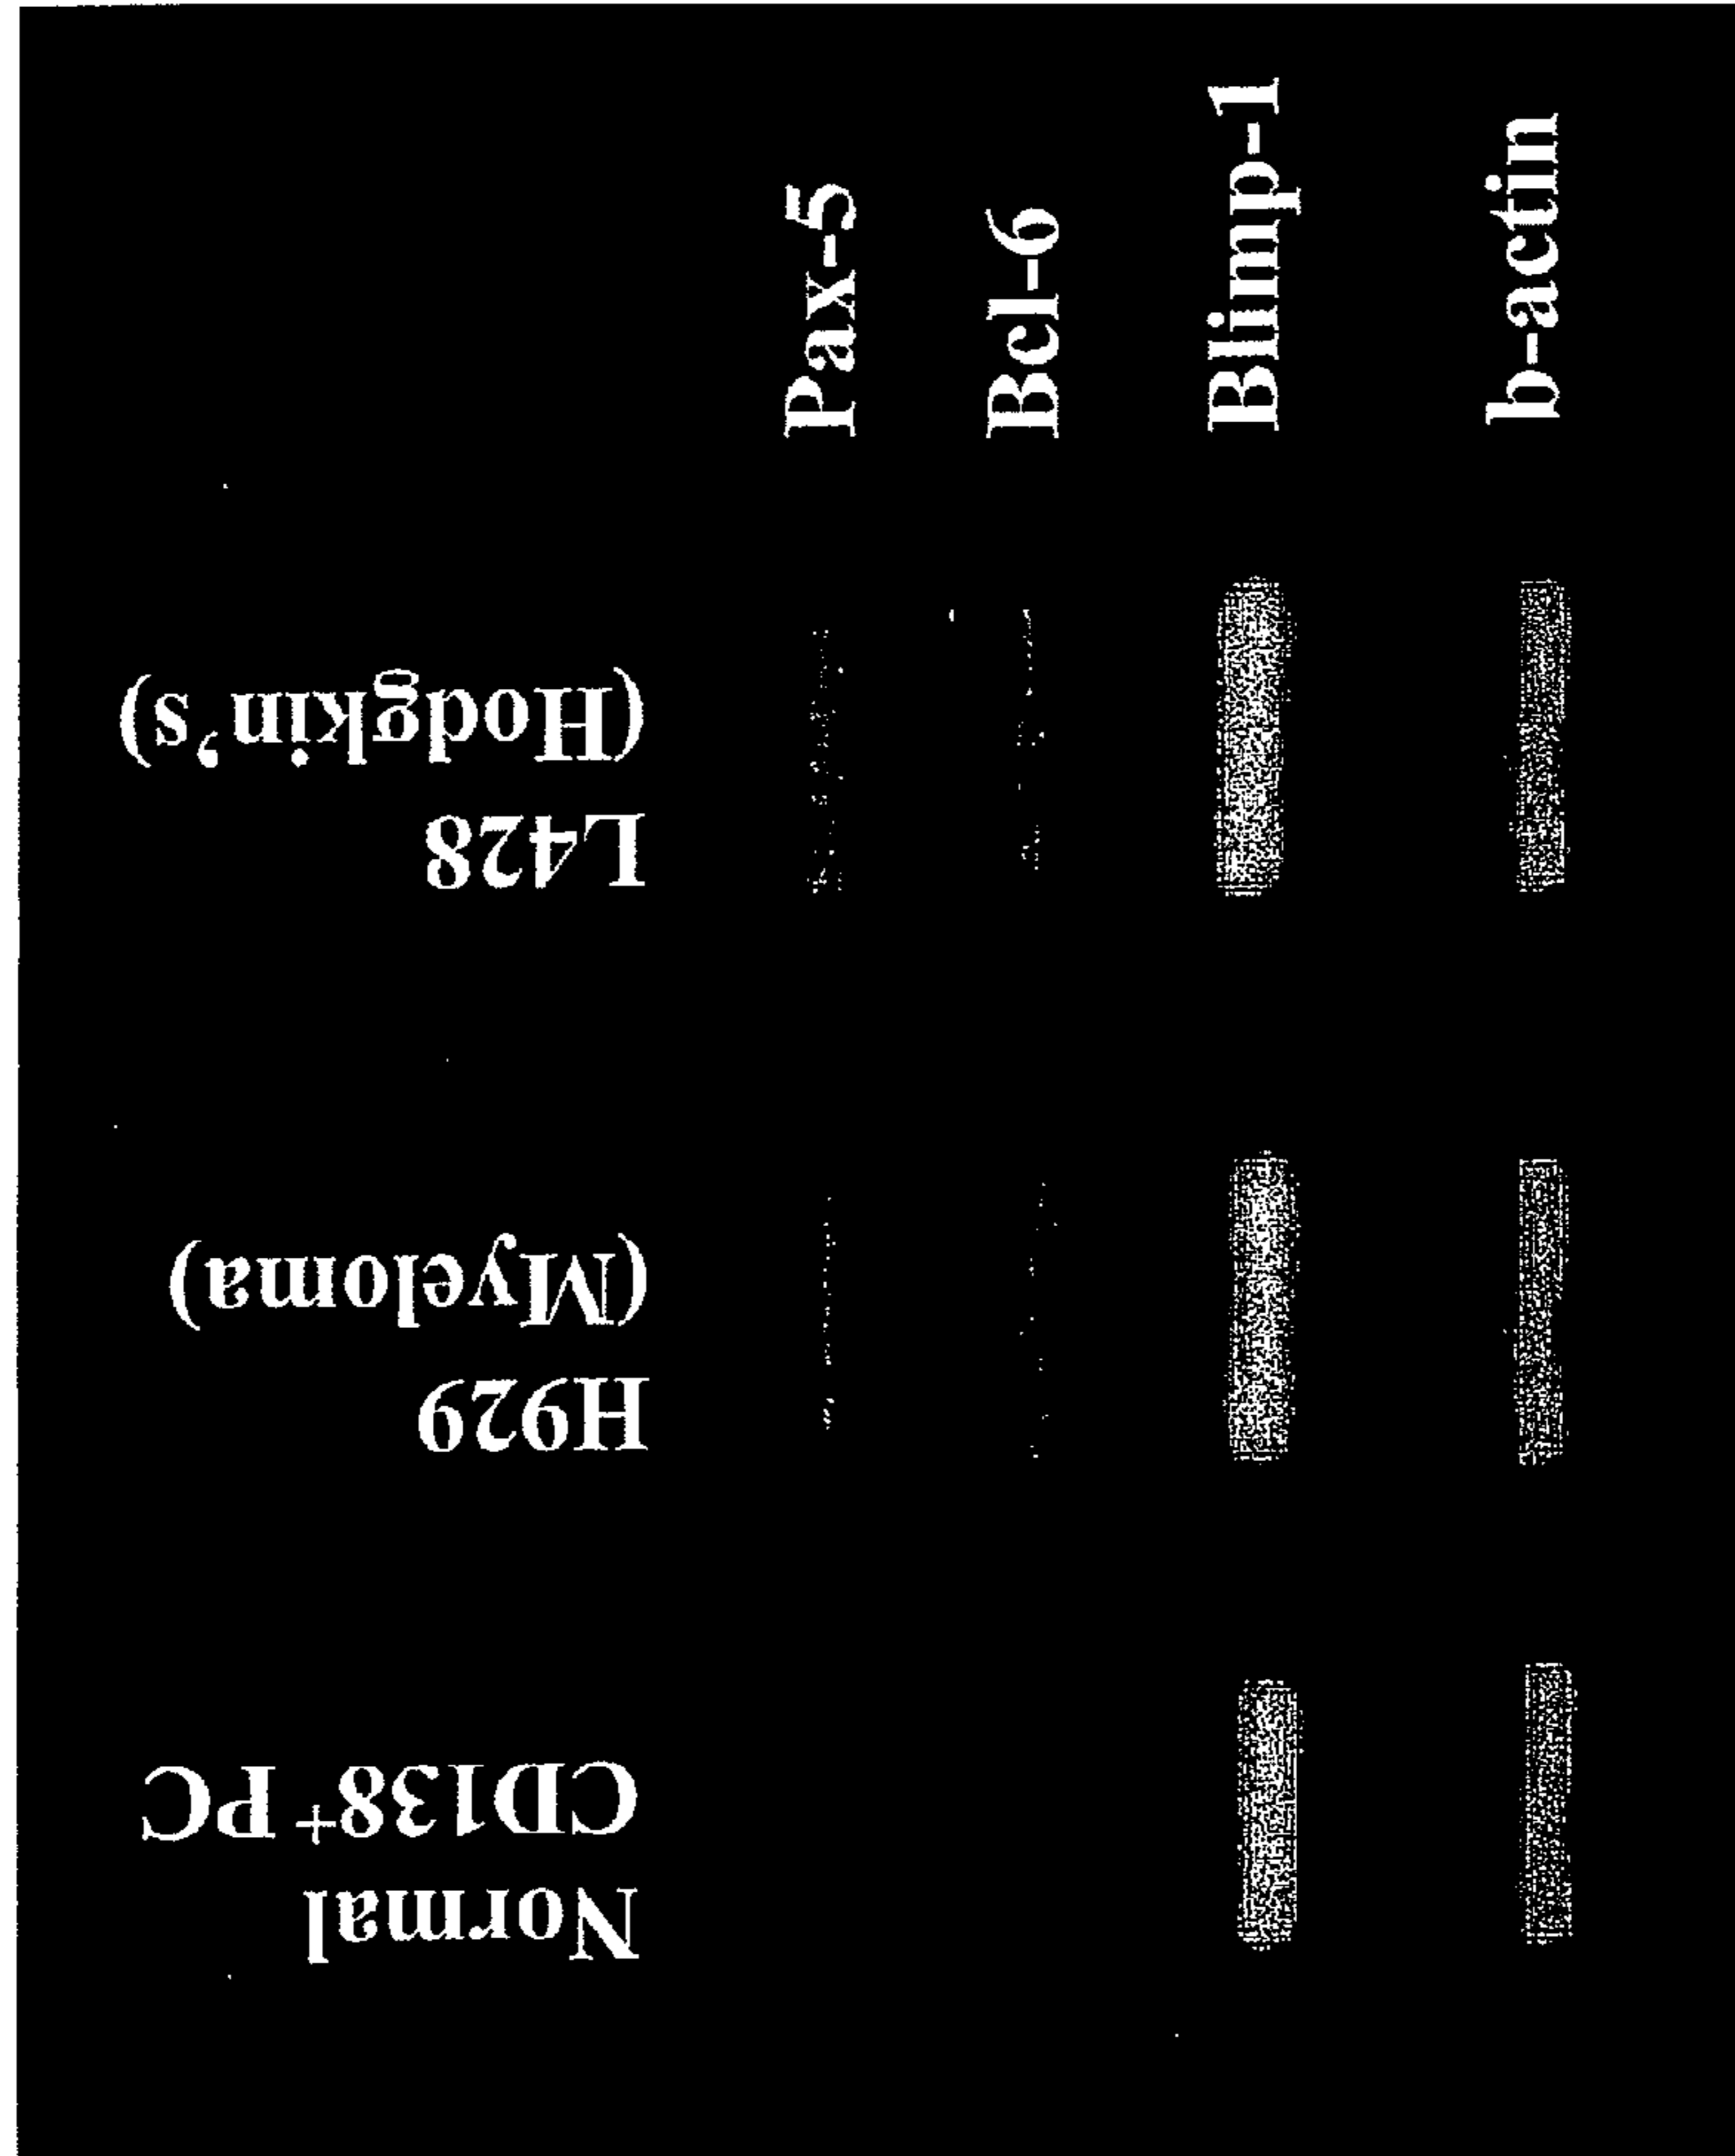 Normal
CD138+ PC
H929
(Myeloma)
L428
(Hodgkin's)
Pax-5
Bcl-6
Blimp-1
b-actin